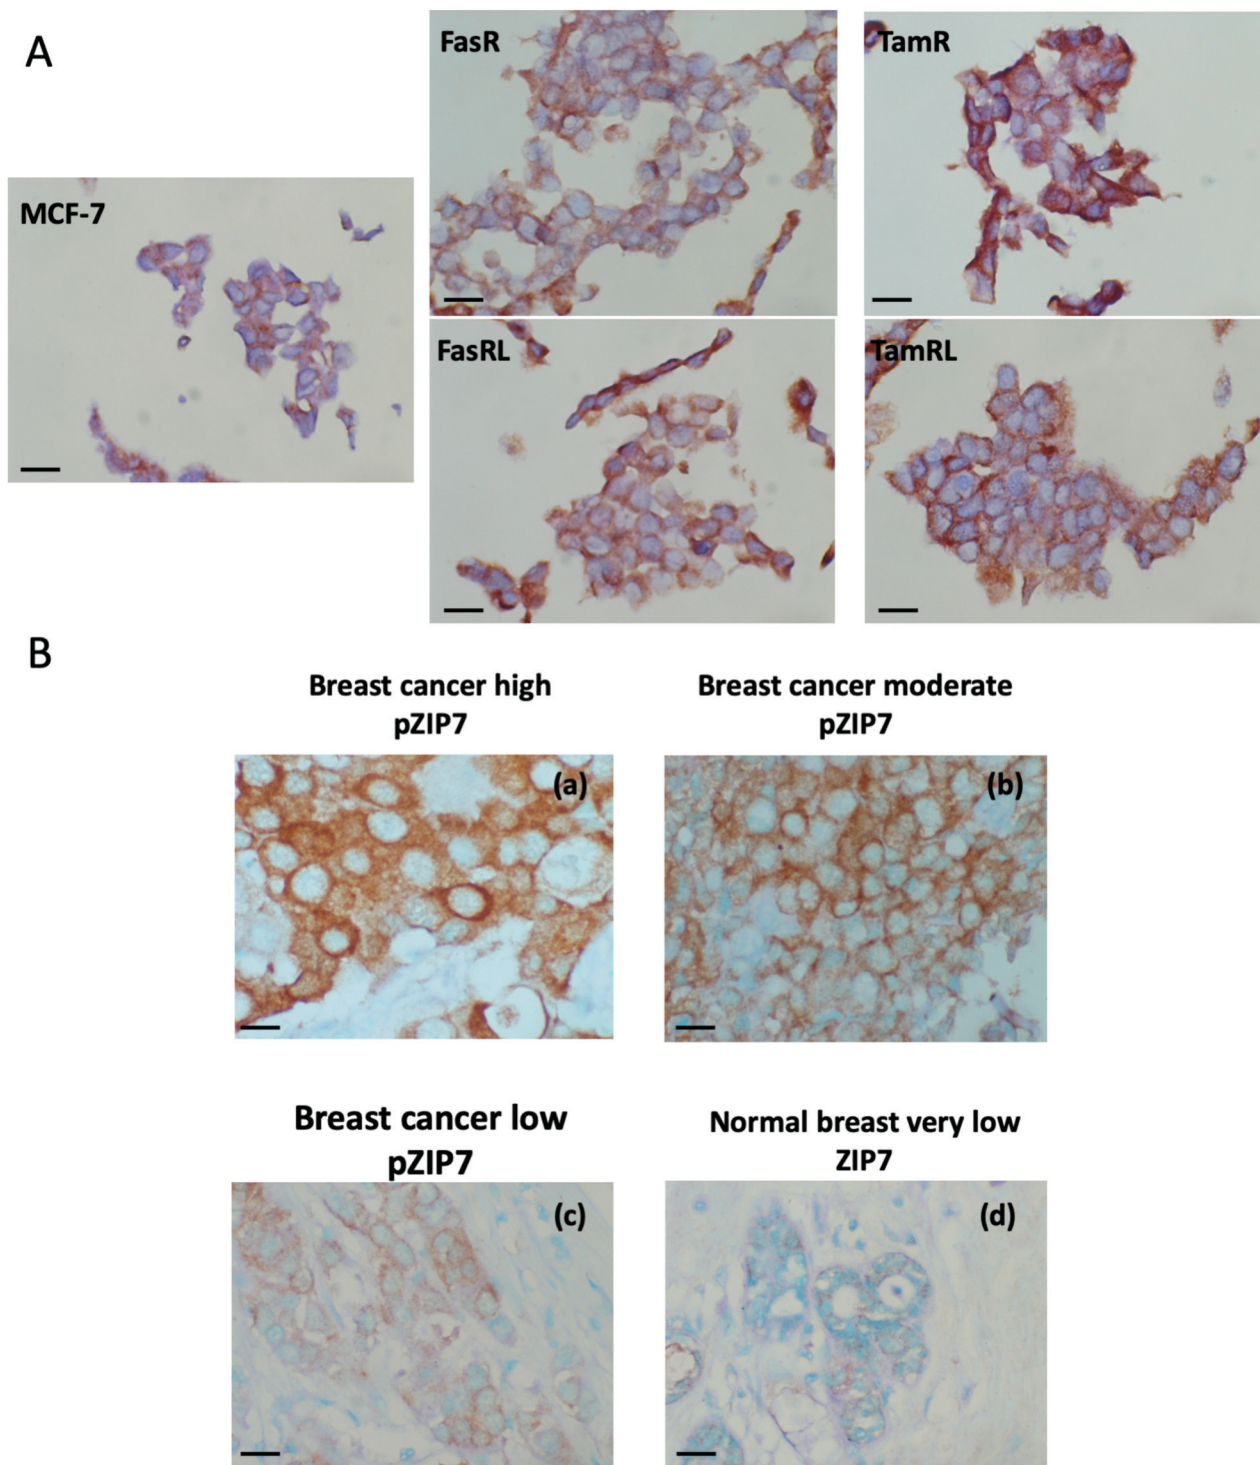 A
MCF-7
FasR
TamR
FasRL
TamRL
B
Breast cancer high
pZIP7
Breast cancer moderate
pZIP7
(a)
(b)
Breast cancer low
pZIP7
Normal breast very low
ZIP7
(c)
(d)